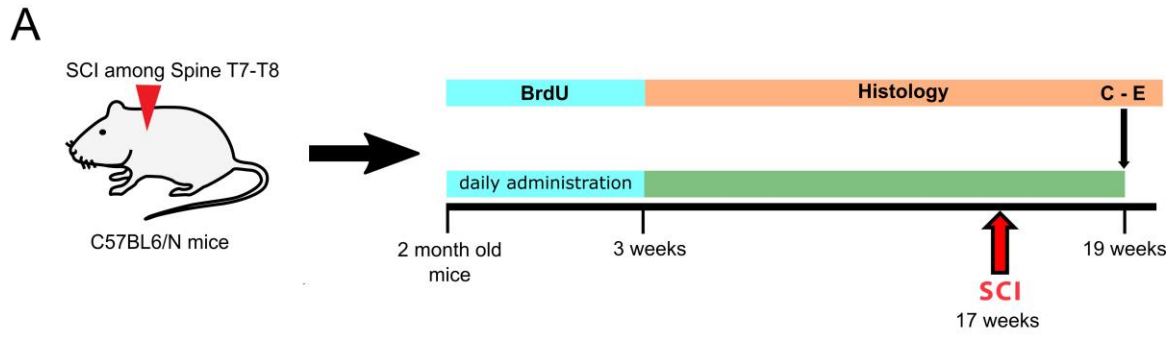 A
SCI among Spine T7-T8
C57BL6/N mice
BrdU
Histology
C - E
daily administration
2 month old
mice
3 weeks
19 weeks
SCI
17 weeks